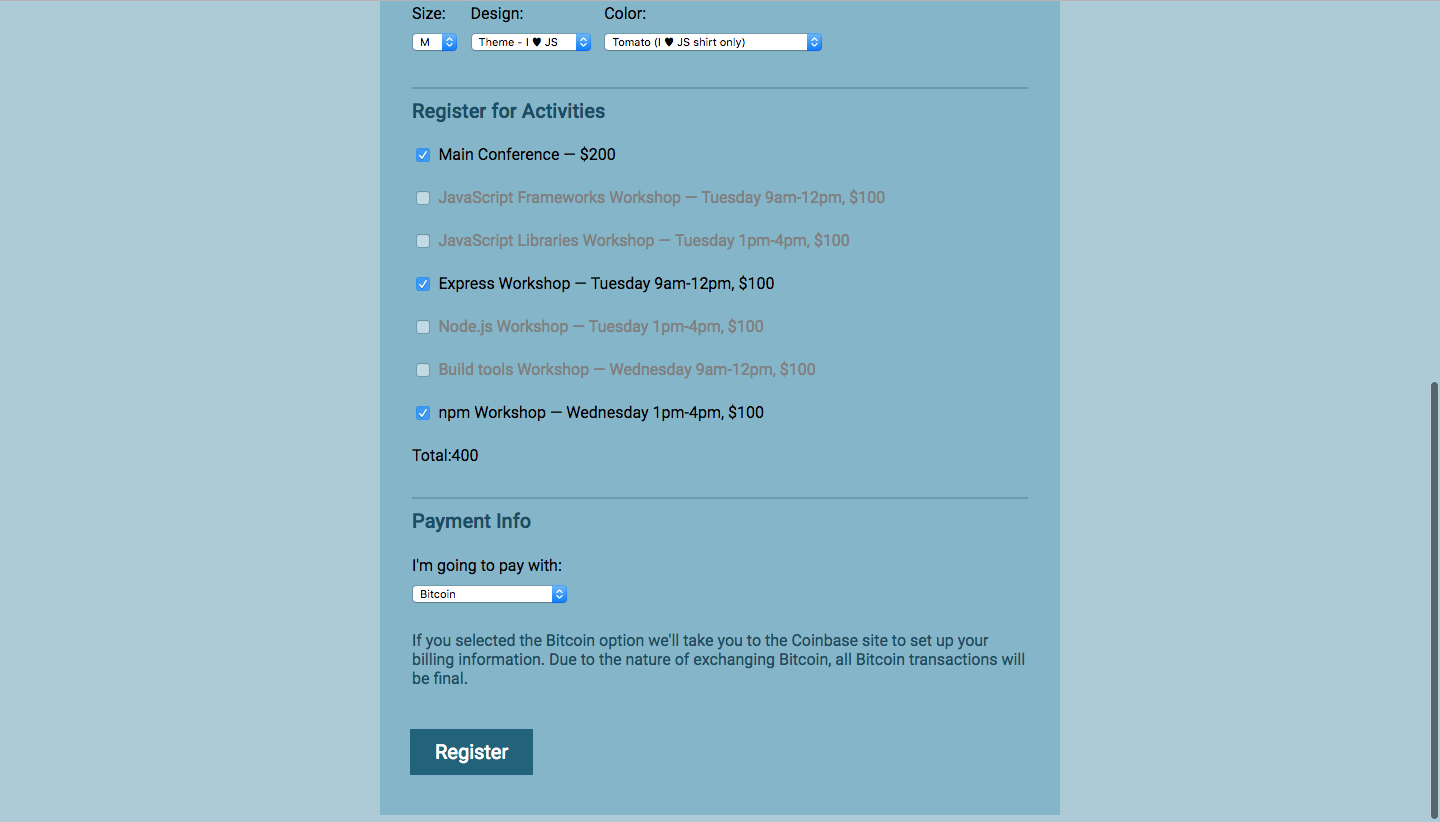 Size: Design: Color:
M Theme - I ♥ JS Tomato (I ♥ JS shirt only)
Register for Activities
Main Conference — $200
JavaScript Frameworks Workshop — Tuesday 9am-12pm, $100
JavaScript Libraries Workshop — Tuesday 1pm-4pm, $100
Express Workshop — Tuesday 9am-12pm, $100
Node.js Workshop — Tuesday 1pm-4pm, $100
Build tools Workshop — Wednesday 9am-12pm, $100
npm Workshop — Wednesday 1pm-4pm, $100
Total:400
Payment Info
I'm going to pay with:
Bitcoin
If you selected the Bitcoin option we'll take you to the Coinbase site to set up your
billing information. Due to the nature of exchanging Bitcoin, all Bitcoin transactions will
be final.
Register